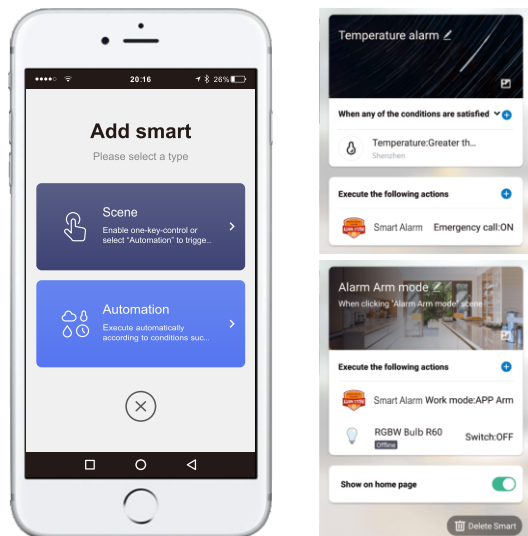 20:16
26%
Add smart
Please select a type
Scene
Enable one-key-control or
select "Automation" to trigge..
Automation
Execute automatically
according to conditions suc...
Temperature alarm
When any of the conditions are satisfied
Temperature:Greater th...
Shenzhen
Execute the following actions
Smart Alarm Emergency call:ON
Alarm Arm mode
When clicking "Alarm Arm mode" scene
Execute the following actions
Smart Alarm Work mode:APP Arm
RGBW Bulb R60
Offline
Switch:OFF
Show on home page
Delete Smart